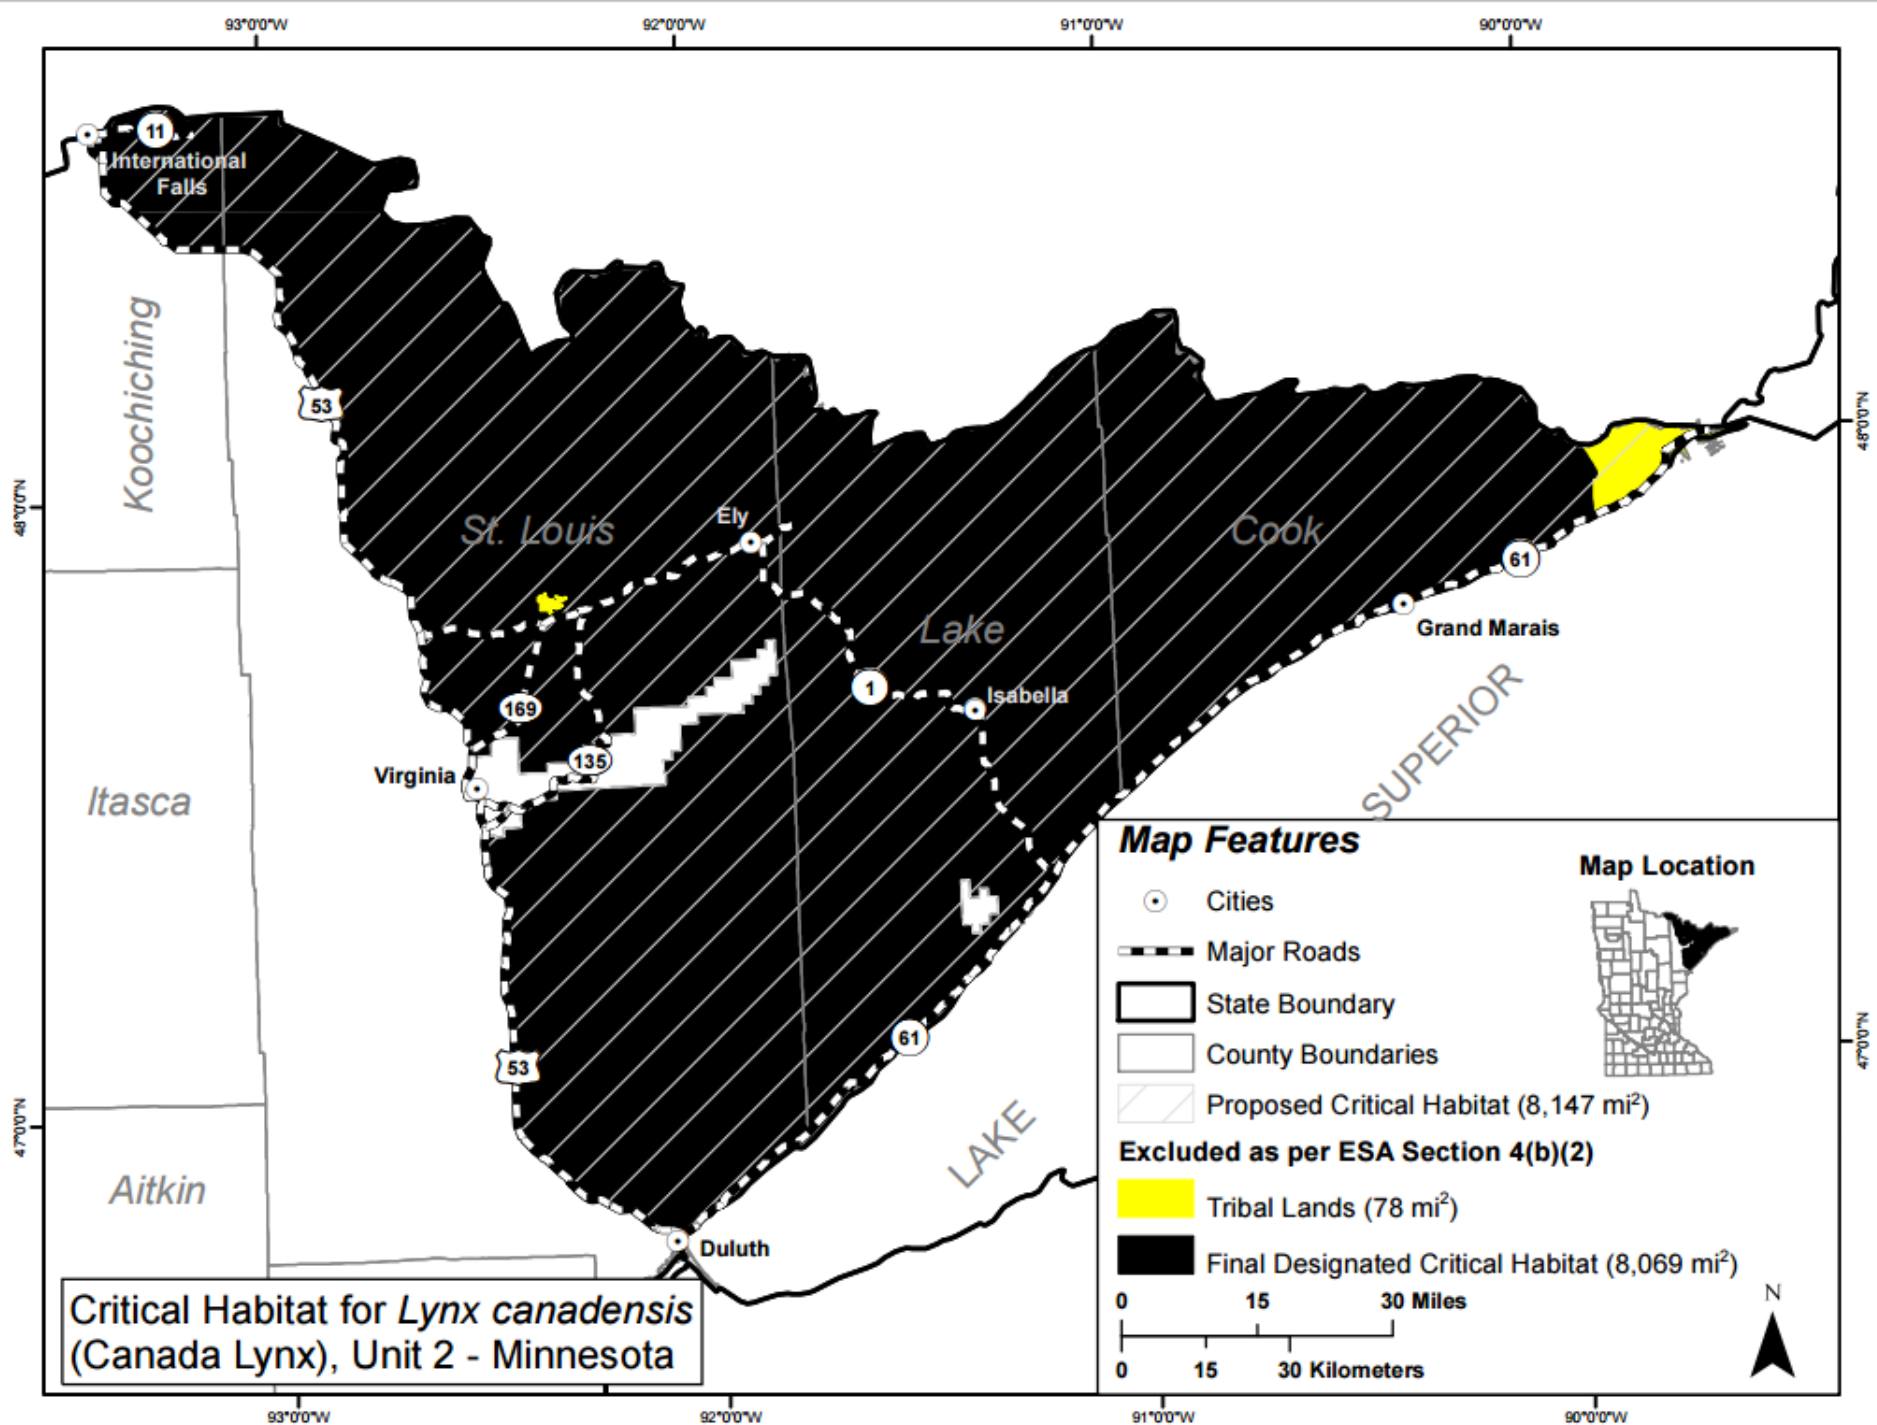 93°0'0"W
92°0'0"W
91°0'0"W
90°0'0"W
11
International
Falls
Koochiching
53
48°0'0"N
48°0'0"N
St. Louis
Ely
Cook
61
Lake
Grand Marais
1
Isabella
169
135
Virginia
Itasca
SUPERIOR
61
53
47°0'0"N
47°0'0"N
LAKE
Aitkin
Duluth
Map Features
Map Location
Cities
Major Roads
State Boundary
County Boundaries
Proposed Critical Habitat (8,147 mi²)
Excluded as per ESA Section 4(b)(2)
Tribal Lands (78 mi²)
Final Designated Critical Habitat (8,069 mi²)
0 15 30 Miles
0 15 30 Kilometers
N
Critical Habitat for Lynx canadensis
(Canada Lynx), Unit 2 - Minnesota
93°0'0"W
92°0'0"W
91°0'0"W
90°0'0"W